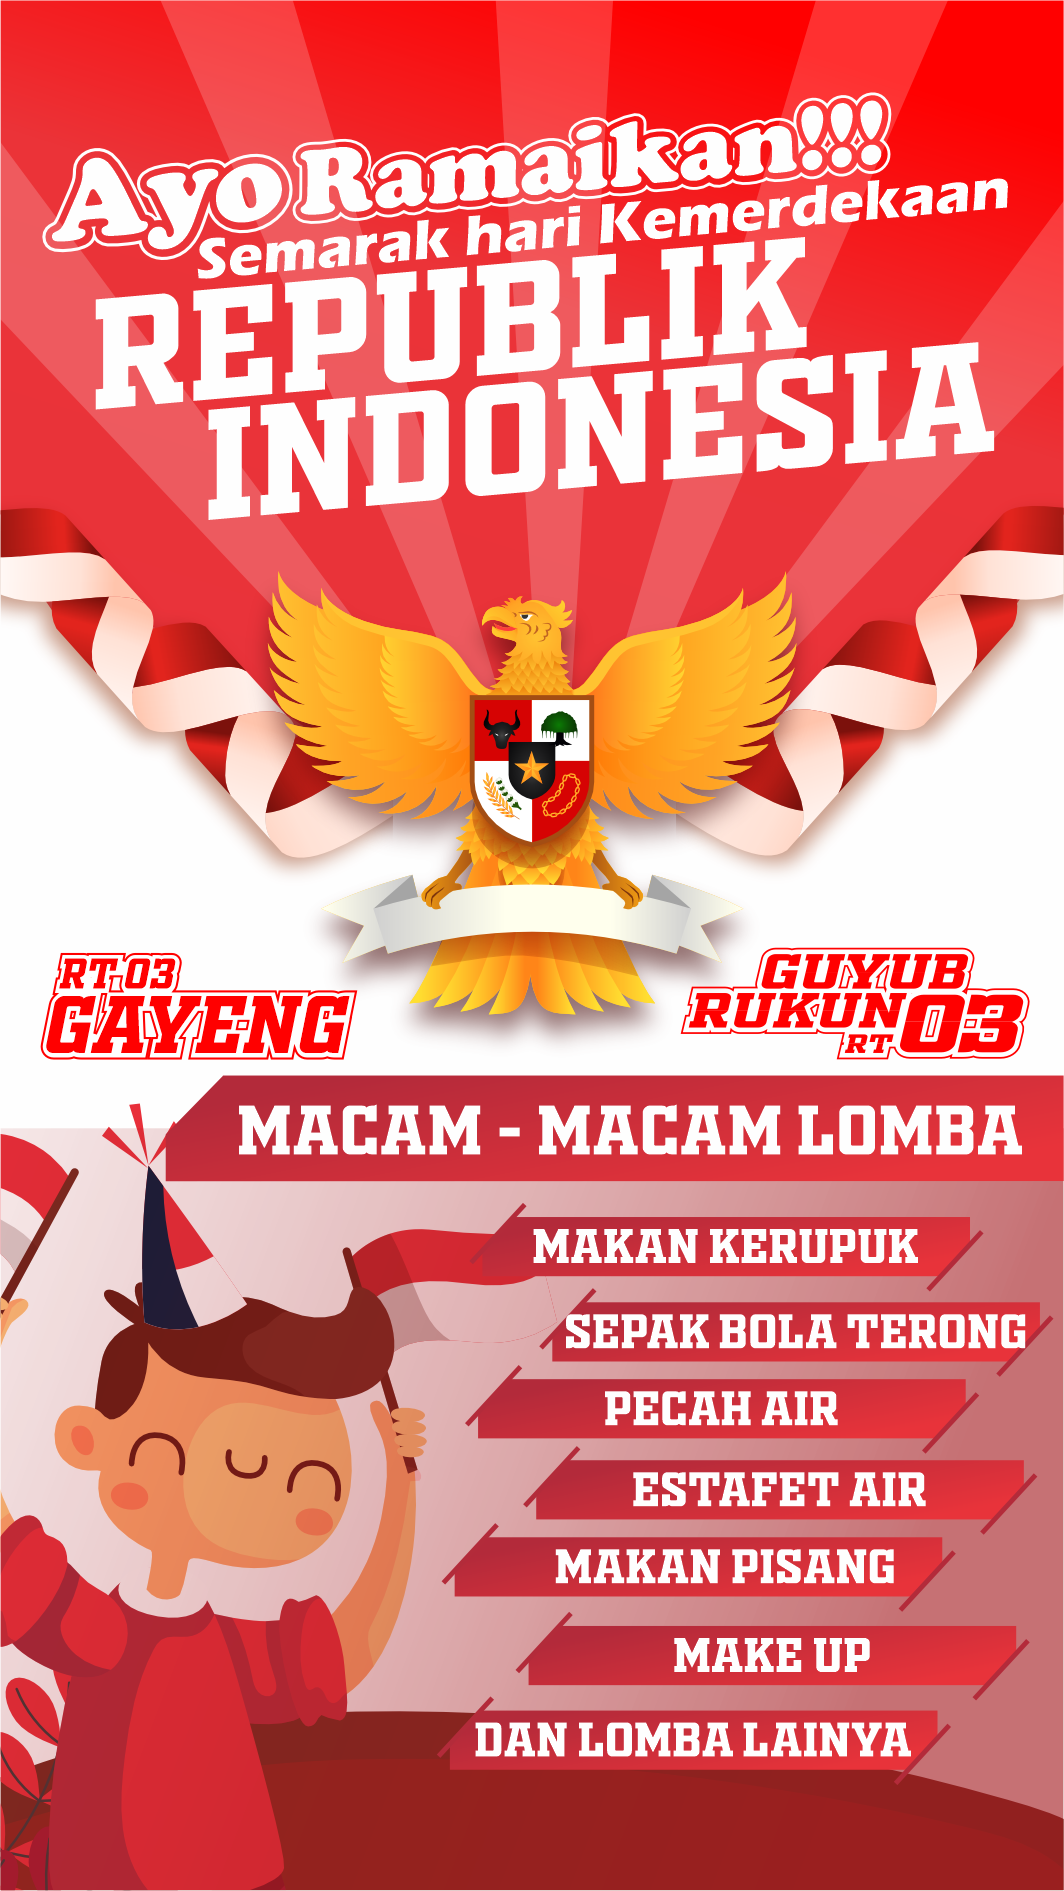 Ayo Ramaikan!!!
Semarak hari Kemerdekaan
REPUBLIK
INDONESIA
RT 03
GAYENG
GUYUB
RUKUN
RT 03
MACAM - MACAM LOMBA
MAKAN KERUPUK
SEPAK BOLA TERONG
PECAH AIR
ESTAFET AIR
MAKAN PISANG
MAKE UP
DAN LOMBA LAINYA